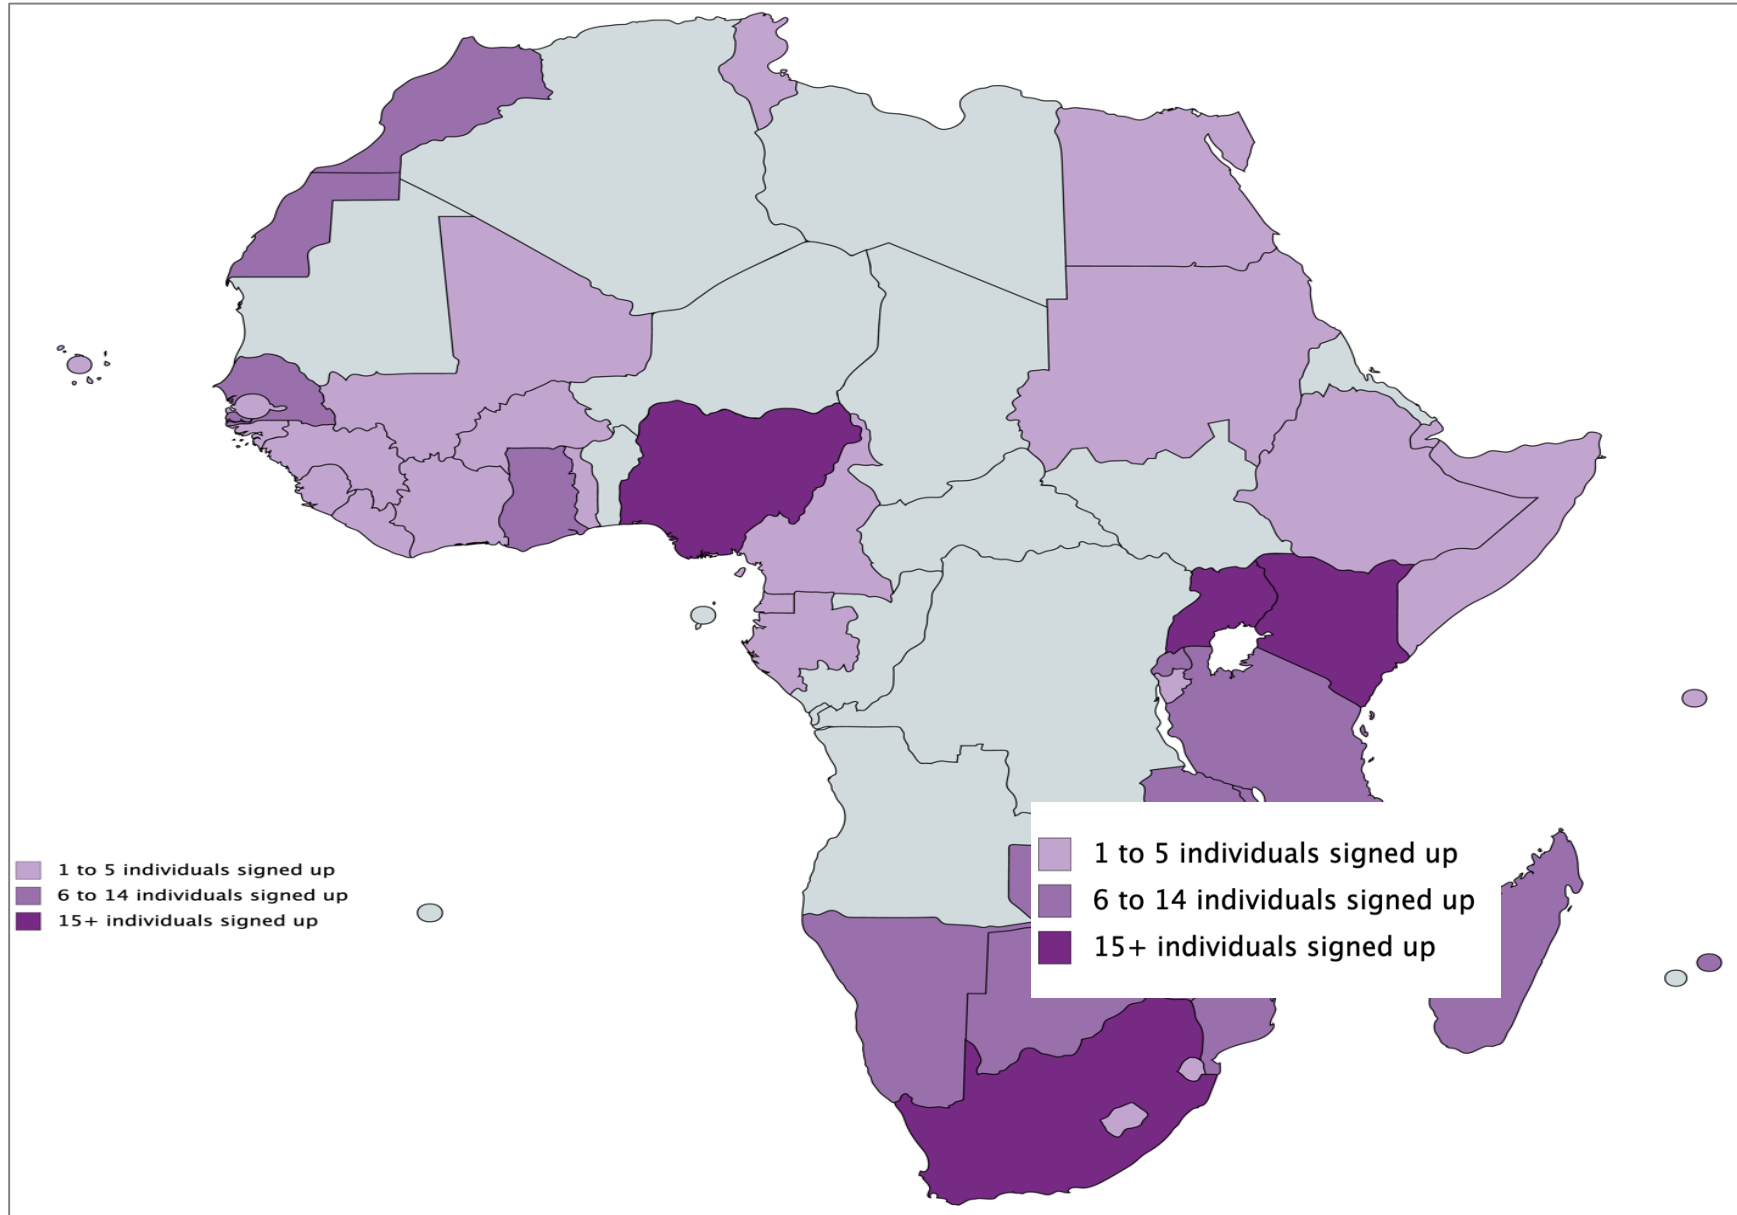 1 to 5 individuals signed up
6 to 14 individuals signed up
15+ individuals signed up
1 to 5 individuals signed up
6 to 14 individuals signed up
15+ individuals signed up